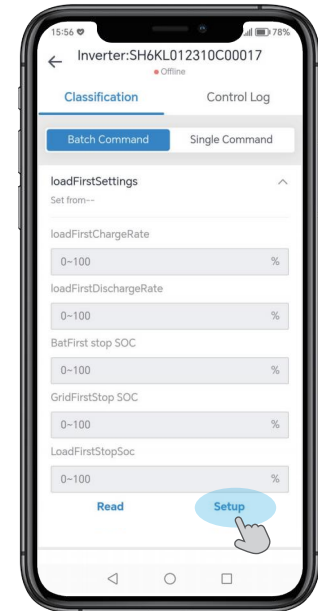 15:56
78%
Inverter:SH6KL012310C00017
Offline
Classification Control Log
Batch Command Single Command
loadFirstSettings
Set from--
loadFirstChargeRate
0~100 %
loadFirstDischargeRate
0~100 %
BatFirst stop SOC
0~100 %
GridFirstStop SOC
0~100 %
LoadFirstStopSoc
0~100 %
Read Setup